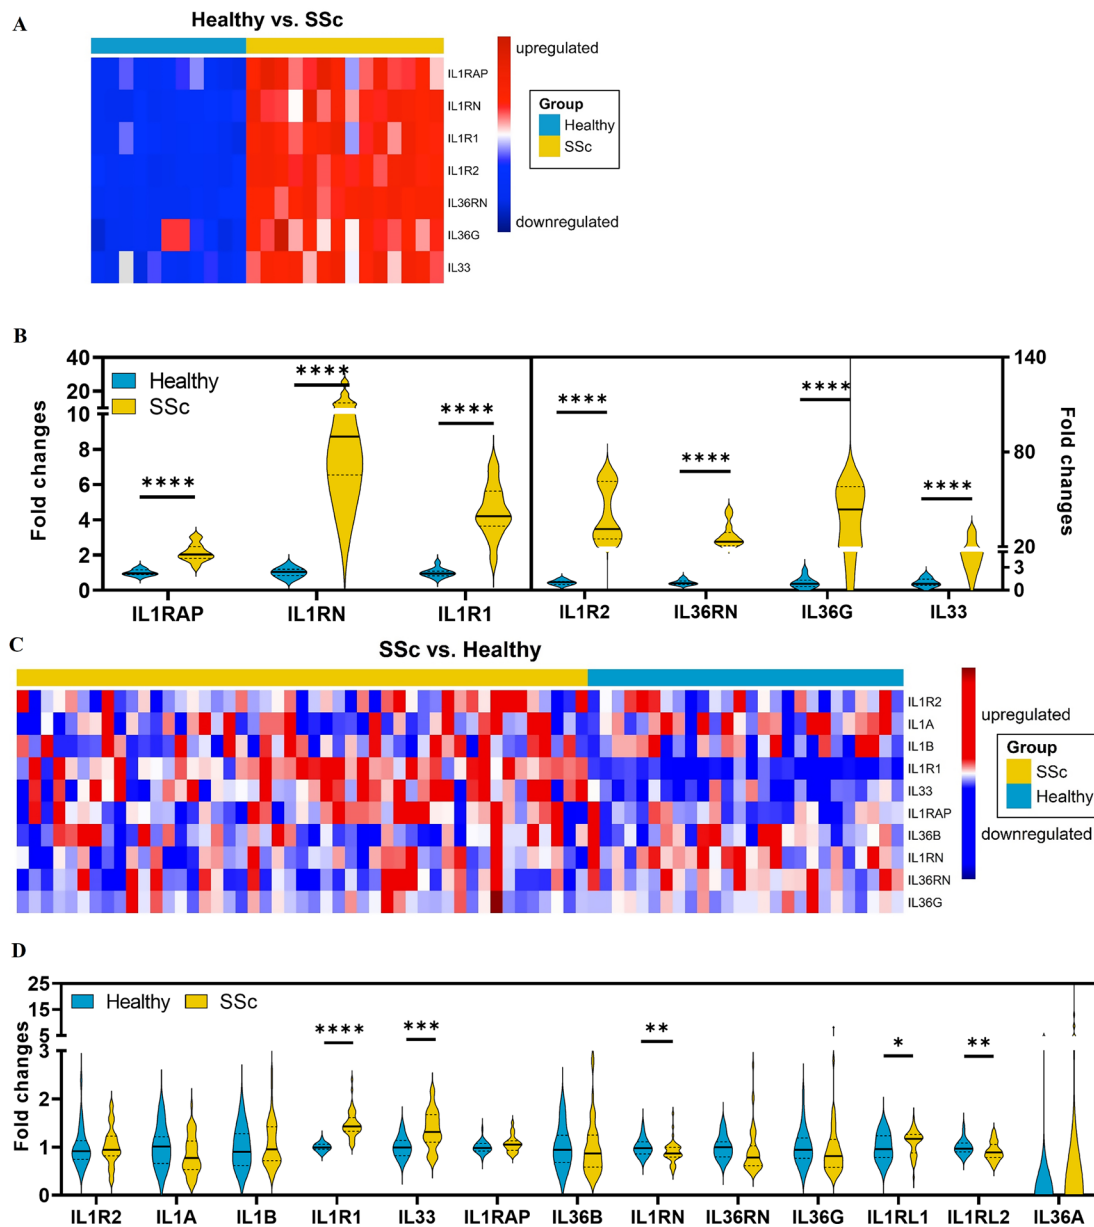 A
Healthy vs. SSc
upregulated
downregulated
IL1RAP
IL1RN
IL1R1
IL1R2
IL36RN
IL36G
IL33
Group
Healthy
SSc
B
Fold changes
40
20
10
8
6
4
2
0
Healthy
SSc
****
****
****
****
****
****
****
140
80
20
3
0
Fold changes
IL1RAP IL1RN IL1R1 IL1R2 IL36RN IL36G IL33
C
SSc vs. Healthy
IL1R2
IL1A
IL1B
IL1R1
IL33
IL1RAP
IL36B
IL1RN
IL36RN
IL36G
upregulated
downregulated
Group
SSc
Healthy
D
Fold changes
25
15
5
3
2
1
0
Healthy SSc
**** *** ** * **
IL1R2 IL1A IL1B IL1R1 IL33 IL1RAP IL36B IL1RN IL36RN IL36G IL1RL1 IL1RL2 IL36A